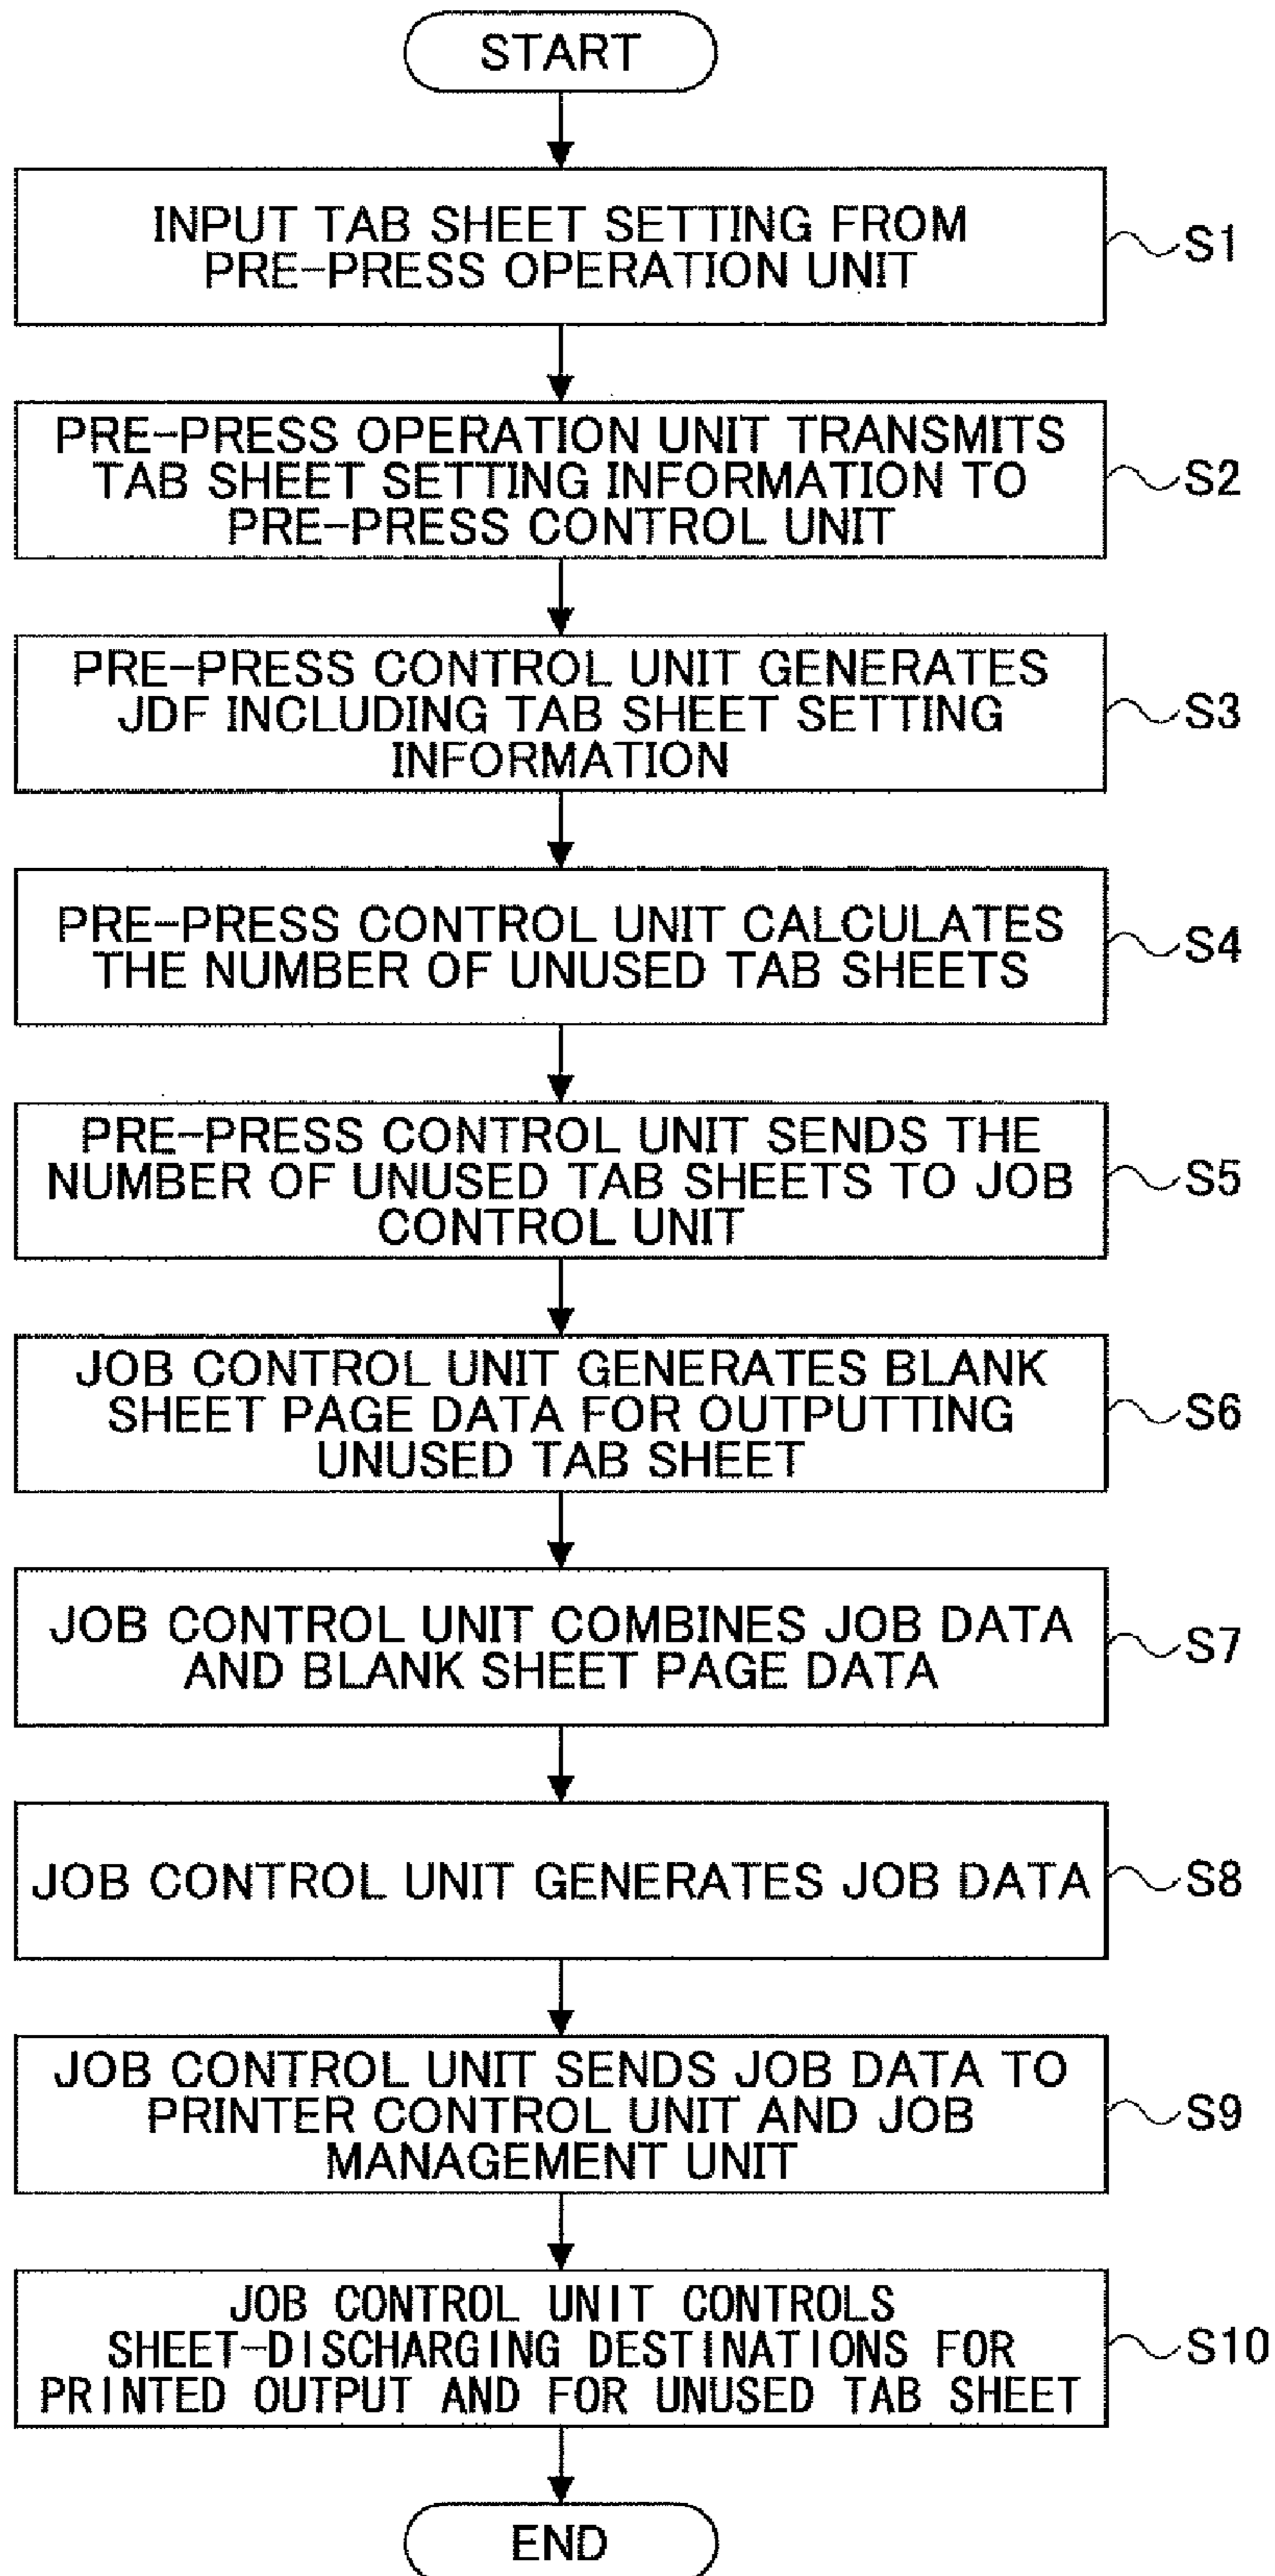 START
INPUT TAB SHEET SETTING FROM
PRE-PRESS OPERATION UNIT
S1
PRE-PRESS OPERATION UNIT TRANSMITS
TAB SHEET SETTING INFORMATION TO
PRE-PRESS CONTROL UNIT
S2
PRE-PRESS CONTROL UNIT GENERATES
JDF INCLUDING TAB SHEET SETTING
INFORMATION
S3
PRE-PRESS CONTROL UNIT CALCULATES
THE NUMBER OF UNUSED TAB SHEETS
S4
PRE-PRESS CONTROL UNIT SENDS THE
NUMBER OF UNUSED TAB SHEETS TO JOB
CONTROL UNIT
S5
JOB CONTROL UNIT GENERATES BLANK
SHEET PAGE DATA FOR OUTPUTTING
UNUSED TAB SHEET
S6
JOB CONTROL UNIT COMBINES JOB DATA
AND BLANK SHEET PAGE DATA
S7
JOB CONTROL UNIT GENERATES JOB DATA
S8
JOB CONTROL UNIT SENDS JOB DATA TO
PRINTER CONTROL UNIT AND JOB
MANAGEMENT UNIT
S9
JOB CONTROL UNIT CONTROLS
SHEET-DISCHARGING DESTINATIONS FOR
PRINTED OUTPUT AND FOR UNUSED TAB SHEET
S10
END